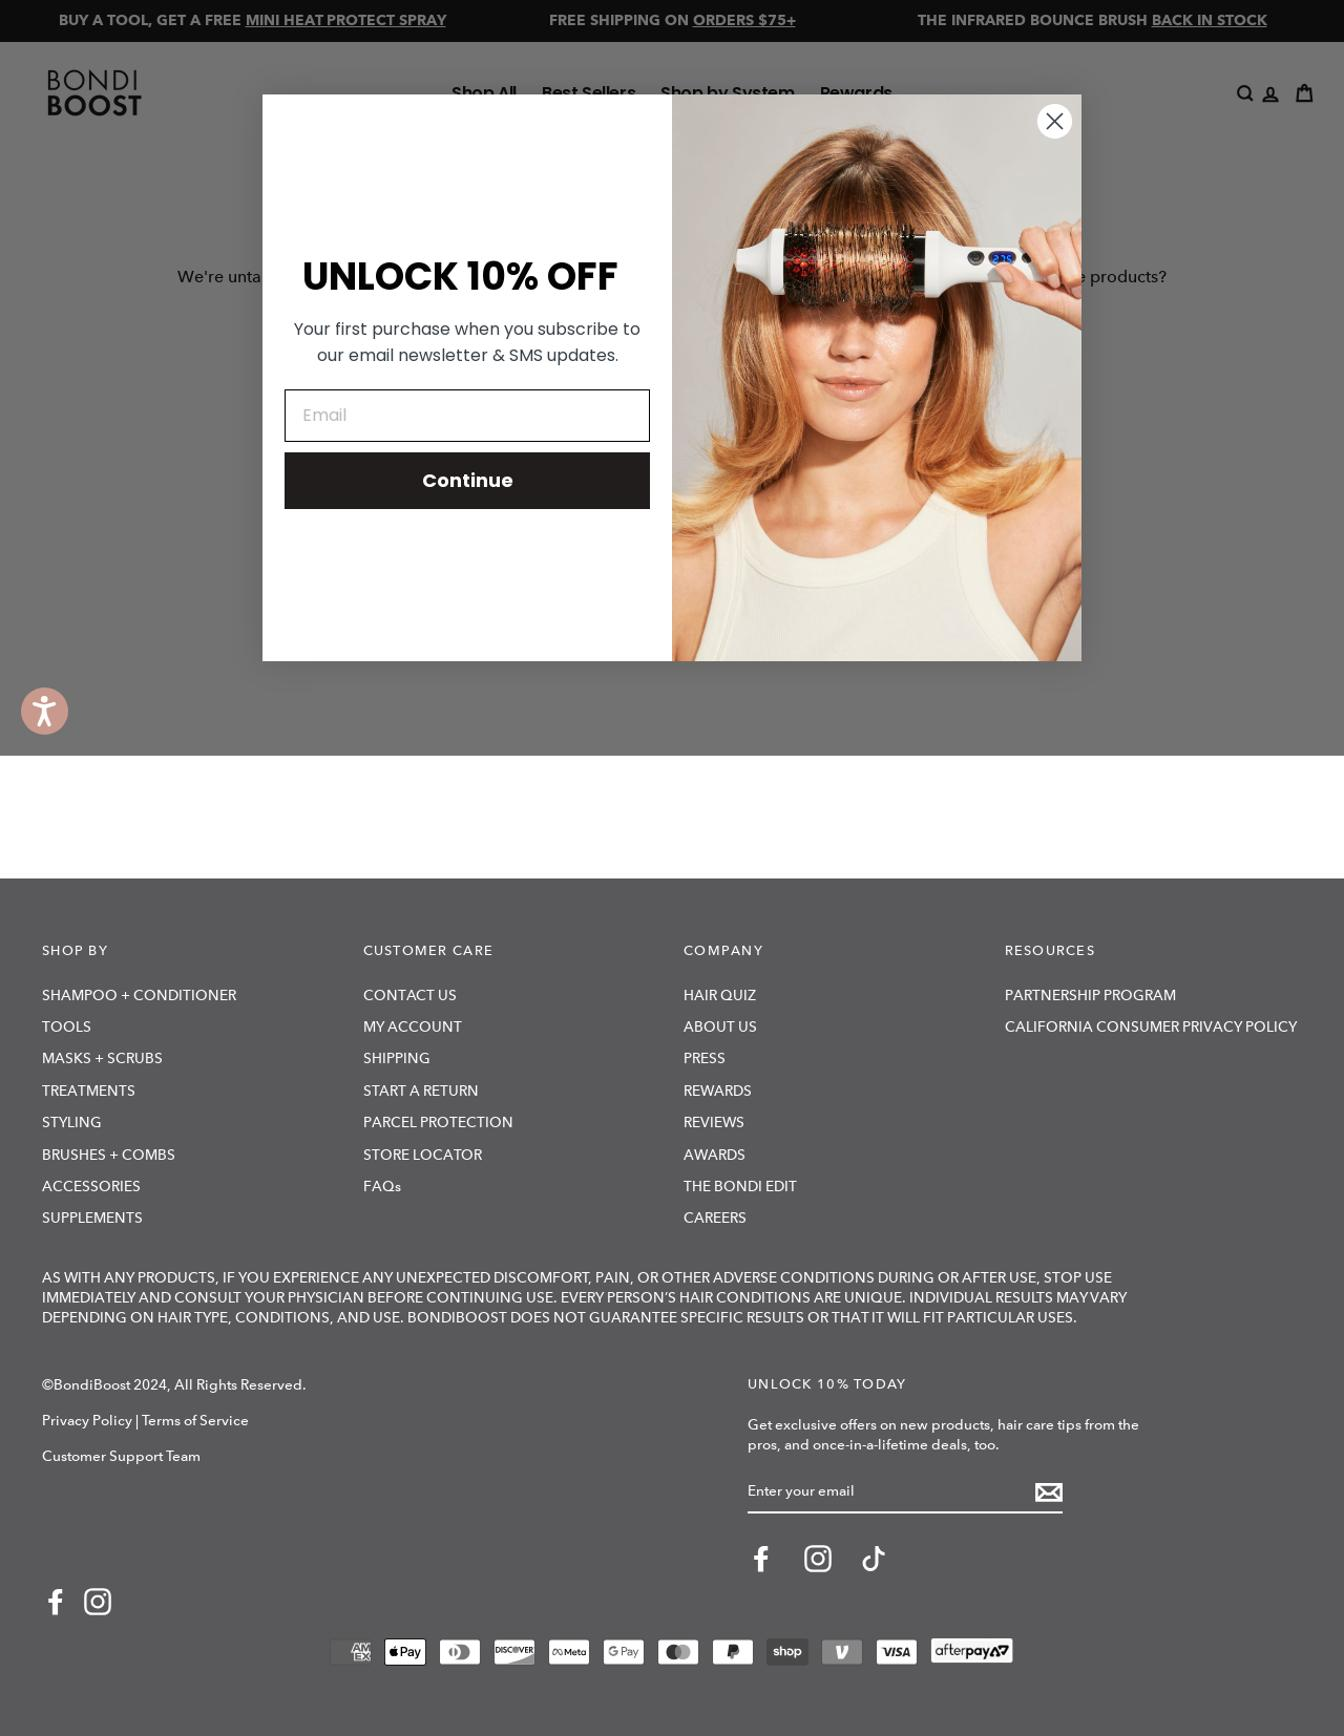 BUY A TOOL, GET A FREE MINI HEAT PROTECT SPRAY
FREE SHIPPING ON ORDERS $75+
THE INFRARED BOUNCE BRUSH BACK IN STOCK
BONDI
BOOST
Shop All
Best Sellers
Shop by System
Rewards
We're
products?
UNLOCK 10% OFF
Your first purchase when you subscribe to
our email newsletter & SMS updates.
Email
Continue
275
SHOP BY
SHAMPOO + CONDITIONER
TOOLS
MASKS + SCRUBS
TREATMENTS
STYLING
BRUSHES + COMBS
ACCESSORIES
SUPPLEMENTS
CUSTOMER CARE
CONTACT US
MY ACCOUNT
SHIPPING
START A RETURN
PARCEL PROTECTION
STORE LOCATOR
FAQs
COMPANY
HAIR QUIZ
ABOUT US
PRESS
REWARDS
REVIEWS
AWARDS
THE BONDI EDIT
CAREERS
RESOURCES
PARTNERSHIP PROGRAM
CALIFORNIA CONSUMER PRIVACY POLICY
AS WITH ANY PRODUCTS, IF YOU EXPERIENCE ANY UNEXPECTED DISCOMFORT, PAIN, OR OTHER ADVERSE CONDITIONS DURING OR AFTER USE, STOP USE
IMMEDIATELY AND CONSULT YOUR PHYSICIAN BEFORE CONTINUING USE. EVERY PERSON'S HAIR CONDITIONS ARE UNIQUE. INDIVIDUAL RESULTS MAY VARY
DEPENDING ON HAIR TYPE, CONDITIONS, AND USE. BONDIBOOST DOES NOT GUARANTEE SPECIFIC RESULTS OR THAT IT WILL FIT PARTICULAR USES.
©BondiBoost 2024, All Rights Reserved.
Privacy Policy | Terms of Service
Customer Support Team
UNLOCK 10% TODAY
Get exclusive offers on new products, hair care tips from the
pros, and once-in-a-lifetime deals, too.
Enter your email
AMEX
Pay
DISCOVER
Meta
G Pay
shop
VISA
afterpay